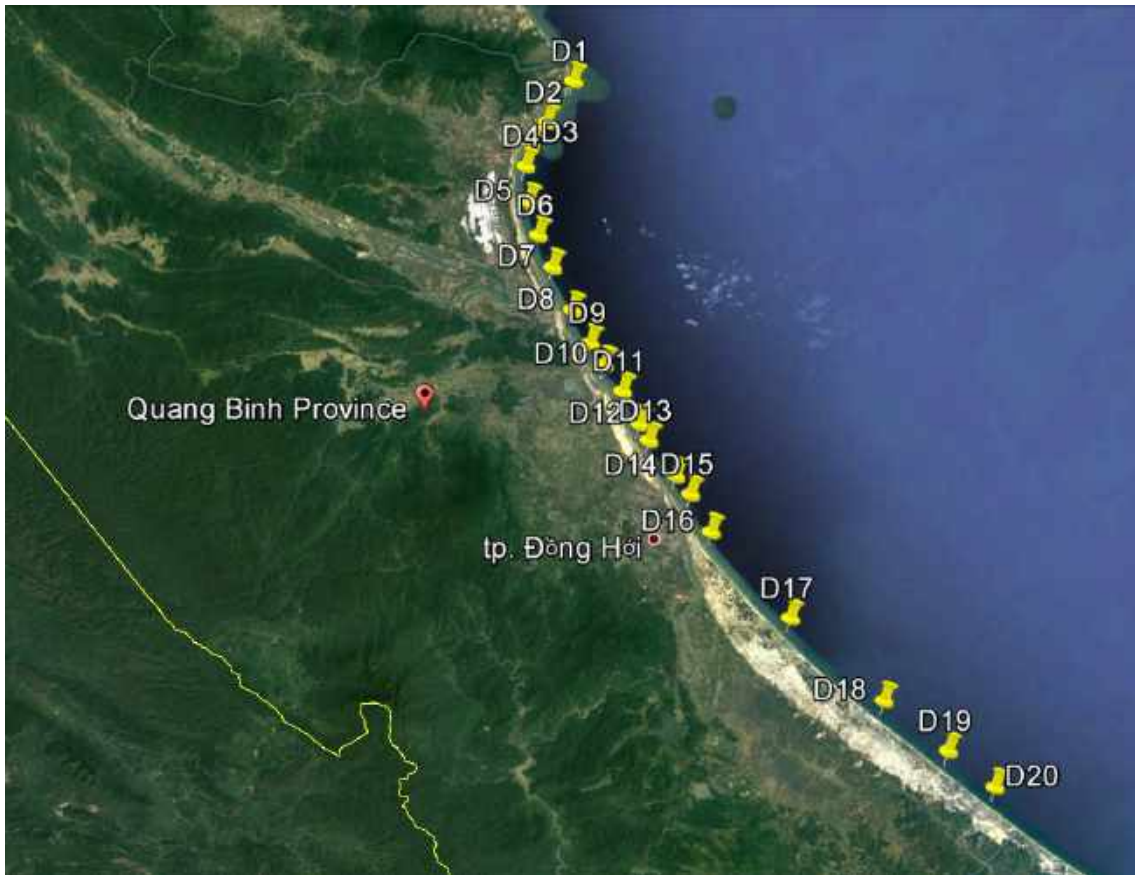 D1
D2
D4 D3
D5
D6
D7
D8
D9
D10
D11
D12
D13
Quang Binh Province
D14
D15
D16
tp. Đồng Hới
D17
D18
D19
D20